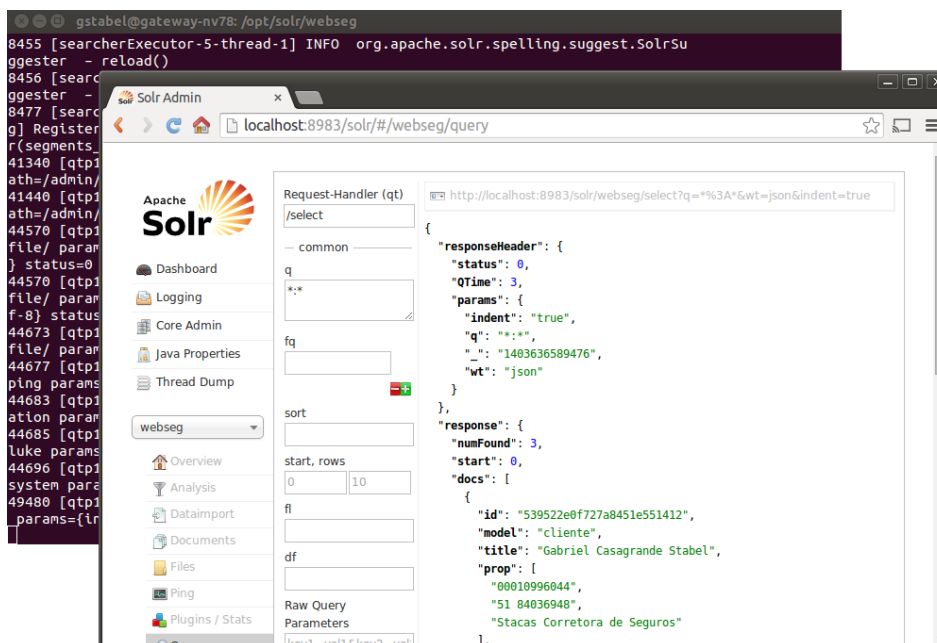 gstabel@gateway-nv78: /opt/solr/webseg
8455 [searcherExecutor-5-thread-1] INFO  org.apache.solr.spelling.suggest.SolrSu
ggester  - reload()
8456 [searc
ggester  -
8477 [searc
g] Register
r(segments_
41340 [qtp1
ath=/admin/
41440 [qtp1
ath=/admin/
44570 [qtp1
file/ param
} status=0
44570 [qtp1
file/ param
f-8} status
44673 [qtp1
file/ param
44677 [qtp1
ping params
44683 [qtp1
ation param
44685 [qtp1
luke params
44696 [qtp1
system para
49480 [qtp1
_params={in
Solr Admin
localhost:8983/solr/#/webseg/query
Apache
Solr
Dashboard
Logging
Core Admin
Java Properties
Thread Dump
webseg
Overview
Analysis
Dataimport
Documents
Files
Ping
Plugins / Stats
Request-Handler (qt)
/select
common
q
*:*
fq
sort
start, rows
0 10
fl
df
Raw Query
Parameters
http://localhost:8983/solr/webseg/select?q=*%3A*&wt=json&indent=true
{
"responseHeader": {
"status": 0,
"QTime": 3,
"params": {
"indent": "true",
"q": "*:*",
"_": "1403636589476",
"wt": "json"
}
},
"response": {
"numFound": 3,
"start": 0,
"docs": [
{
"id": "539522e0f727a8451e551412",
"model": "cliente",
"title": "Gabriel Casagrande Stabel",
"prop": [
"00010996044",
"51 84036948",
"Stacas Corretora de Seguros"
],